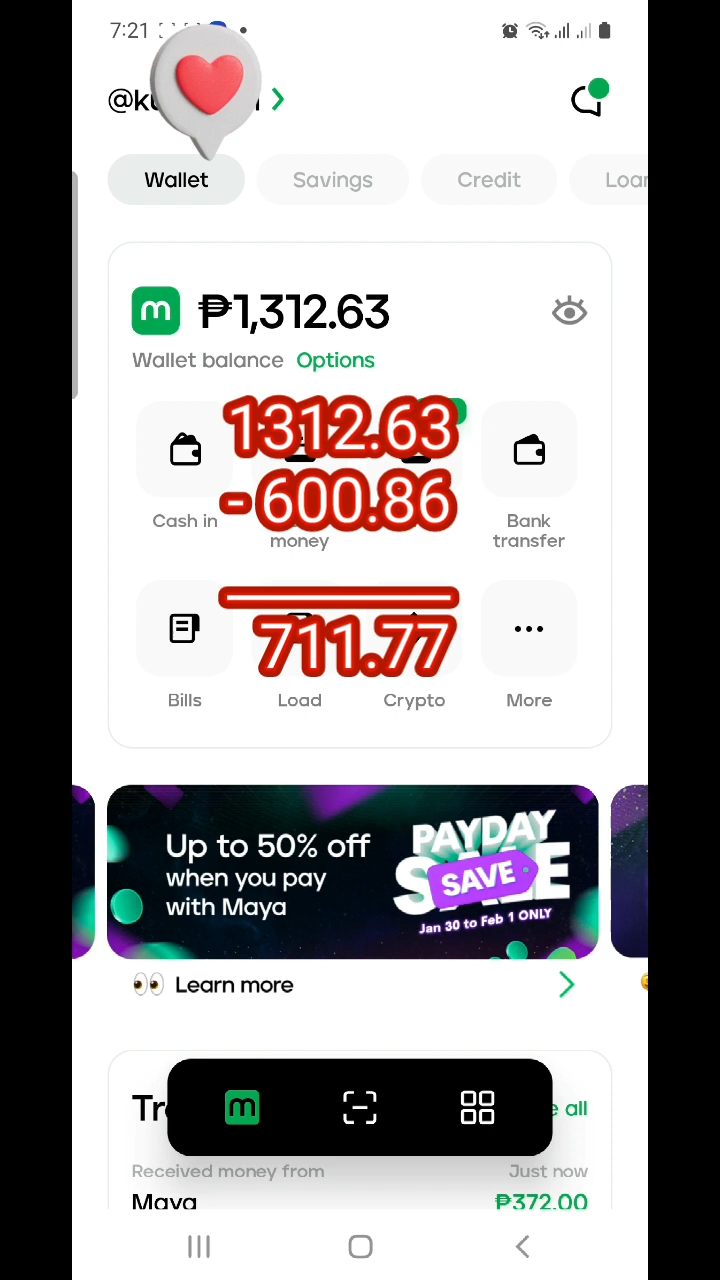 7:21
Wallet Savings Credit
₱1,312.63
Wallet balance Options
1312.63
-600.86
Cash in
money
Bank
transfer
711.77
Bills Load Crypto More
Up to 50% off
when you pay
with Maya
PAYDAY
SALE
SAVE
Jan 30 to Feb 1 ONLY
Learn more
all
Received money from Just now
Maya ₱372.00